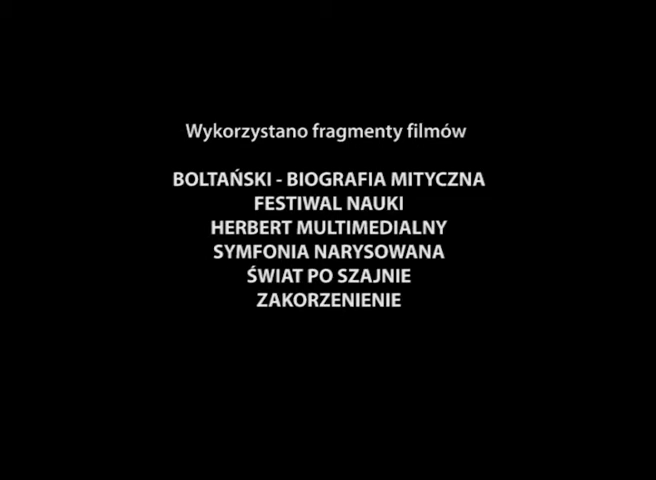 Wykorzystano fragmenty filmów
BOLTAŃSKI - BIOGRAFIA MITYCZNA
FESTIWAL NAUKI
HERBERT MULTIMEDIALNY
SYMFONIA NARYSOWANA
ŚWIAT PO SZAJNIE
ZAKORZENIENIE